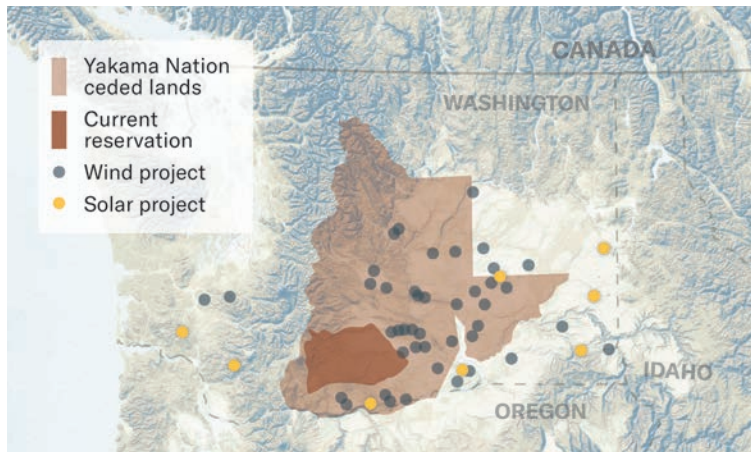 Yakama Nation
ceded lands
Current
reservation
Wind project
Solar project
CANADA
WASHINGTON
IDAHO
OREGON